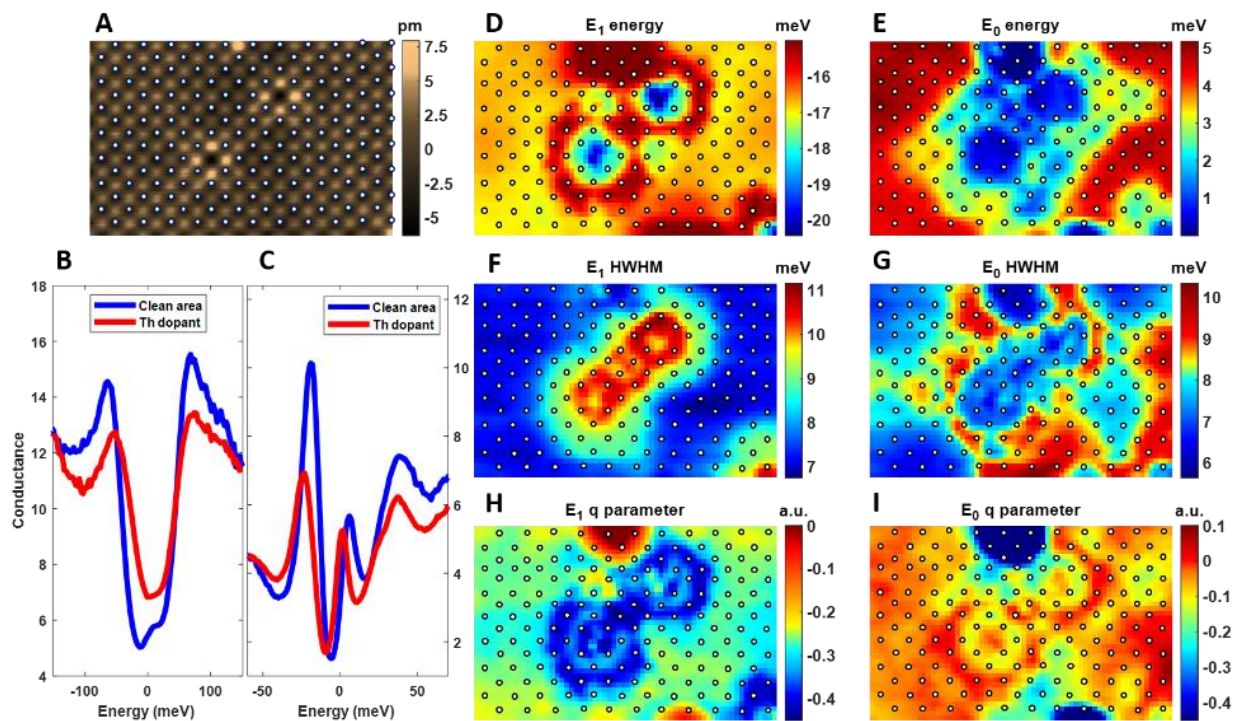 A
pm
7.5
5
2.5
0
-2.5
-5
D
E₁ energy
meV
-16
-17
-18
-19
-20
E
E₀ energy
meV
5
4
3
2
1
B
C
18
16
14
12
10
8
6
4
Conductance
Clean area
Th dopant
-100
0
100
Energy (meV)
Clean area
Th dopant
12
10
8
6
4
2
-50
0
50
Energy (meV)
F
E₁ HWHM
meV
11
10
9
8
7
G
E₀ HWHM
meV
10
9
8
7
6
H
E₁ q parameter
a.u.
0
-0.1
-0.2
-0.3
-0.4
I
E₀ q parameter
a.u.
0.1
0
-0.1
-0.2
-0.3
-0.4